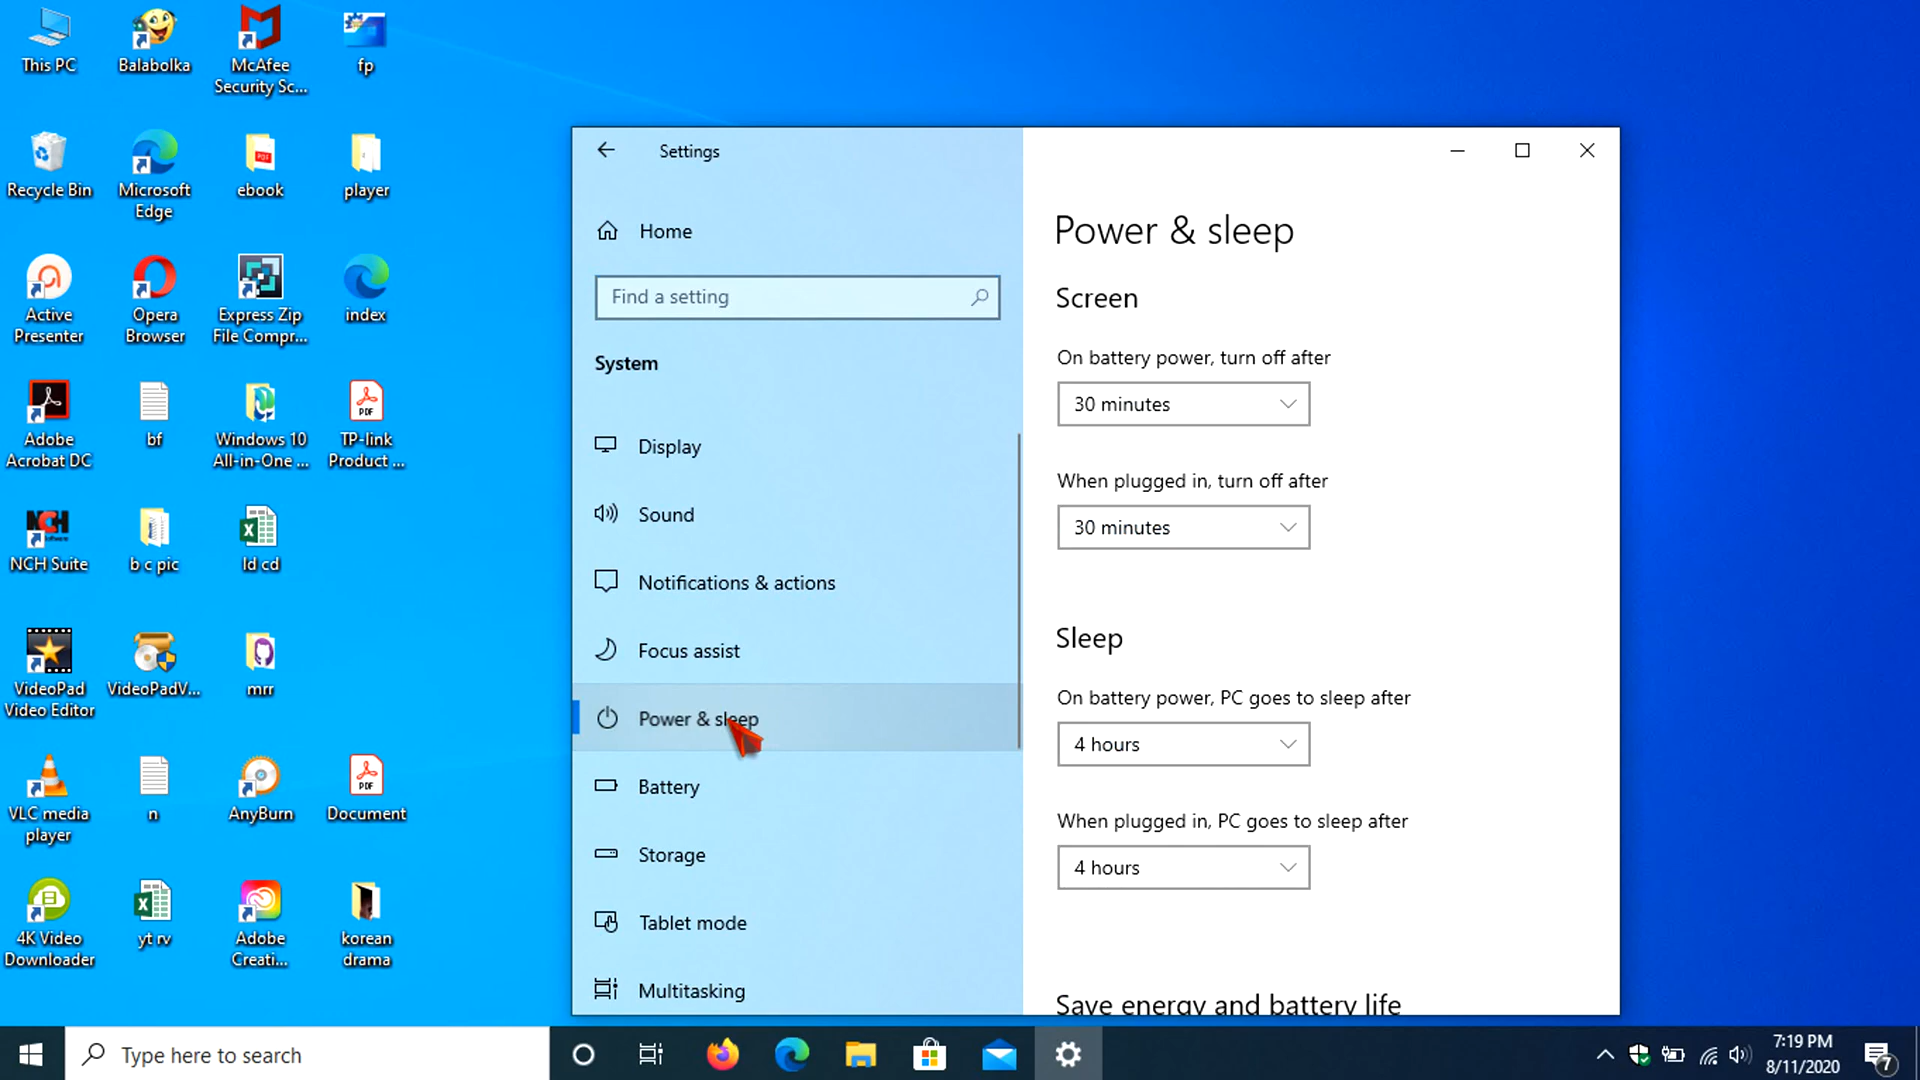 This PC
Balabolka
McAfee
Security Sc...
fp
Recycle Bin
Microsoft
Edge
PDF
ebook
player
Active
Presenter
Opera
Browser
Express Zip
File Compr...
index
Adobe
Acrobat DC
bf
Windows 10
All-in-One ...
PDF
TP-link
Product ...
NCH
NCH Suite
b c pic
ld cd
VideoPad
Video Editor
VideoPadV...
mrr
VLC media
player
n
AnyBurn
PDF
Document
4K Video
Downloader
yt rv
Adobe
Creati...
korean
drama
Settings
Home
Find a setting
System
Display
Sound
Notifications & actions
Focus assist
Power & sleep
Battery
Storage
Tablet mode
Multitasking
Power & sleep
Screen
On battery power, turn off after
30 minutes
When plugged in, turn off after
30 minutes
Sleep
On battery power, PC goes to sleep after
4 hours
When plugged in, PC goes to sleep after
4 hours
Save energy and battery life
Type here to search
7:19 PM
8/11/2020
7